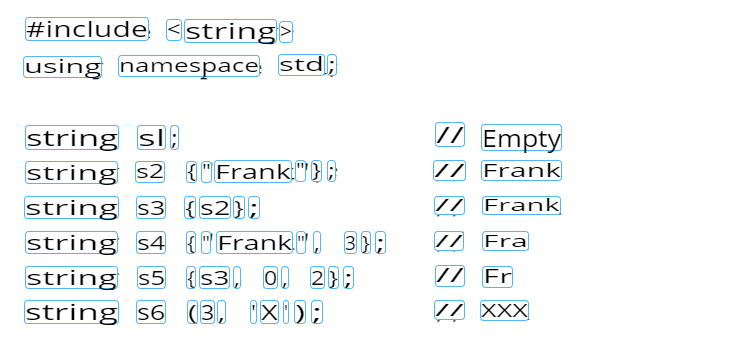 #include <string>
using namespace std;
string sl; // Empty
string s2 {"Frank"}; // Frank
string s3 {s2}; // Frank
string s4 {"Frank", 3}; // Fra
string s5 {s3, 0, 2}; // Fr
string s6 (3, 'X'); // XXX